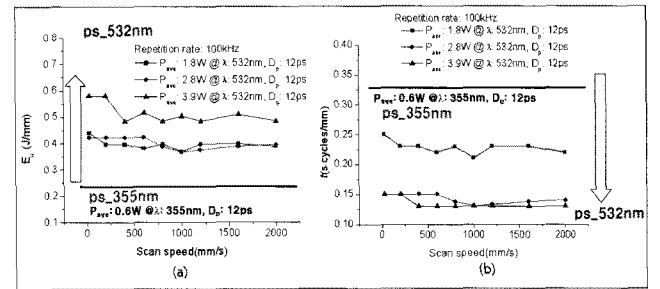 ps_532nm
Repetition rate: 100kHz
P_ave: 1.8W @ λ: 532nm, D_p: 12ps
P_ave: 2.8W @ λ: 532nm, D_p: 12ps
P_ave: 3.9W @ λ: 532nm, D_p: 12ps
0.8
0.7
0.6
0.5
0.4
0.3
0.2
0.1
E_u (J/mm)
ps_355nm
P_ave: 0.6W @λ: 355nm, D_p: 12ps
0 500 1000 1500 2000
Scan speed(mm/s)
(a)
Repetition rate: 100kHz
P_ave: 1.8W @ λ: 532nm, D_p: 12ps
P_ave: 2.8W @ λ: 532nm, D_p: 12ps
P_ave: 3.9W @ λ: 532nm, D_p: 12ps
0.40
0.35
0.30
0.25
0.20
0.15
0.10
t(s cycles/mm)
P_ave: 0.6W @λ: 355nm, D_p: 12ps
ps_355nm
ps_532nm
0 500 1000 1500 2000
Scan speed(mm/s)
(b)